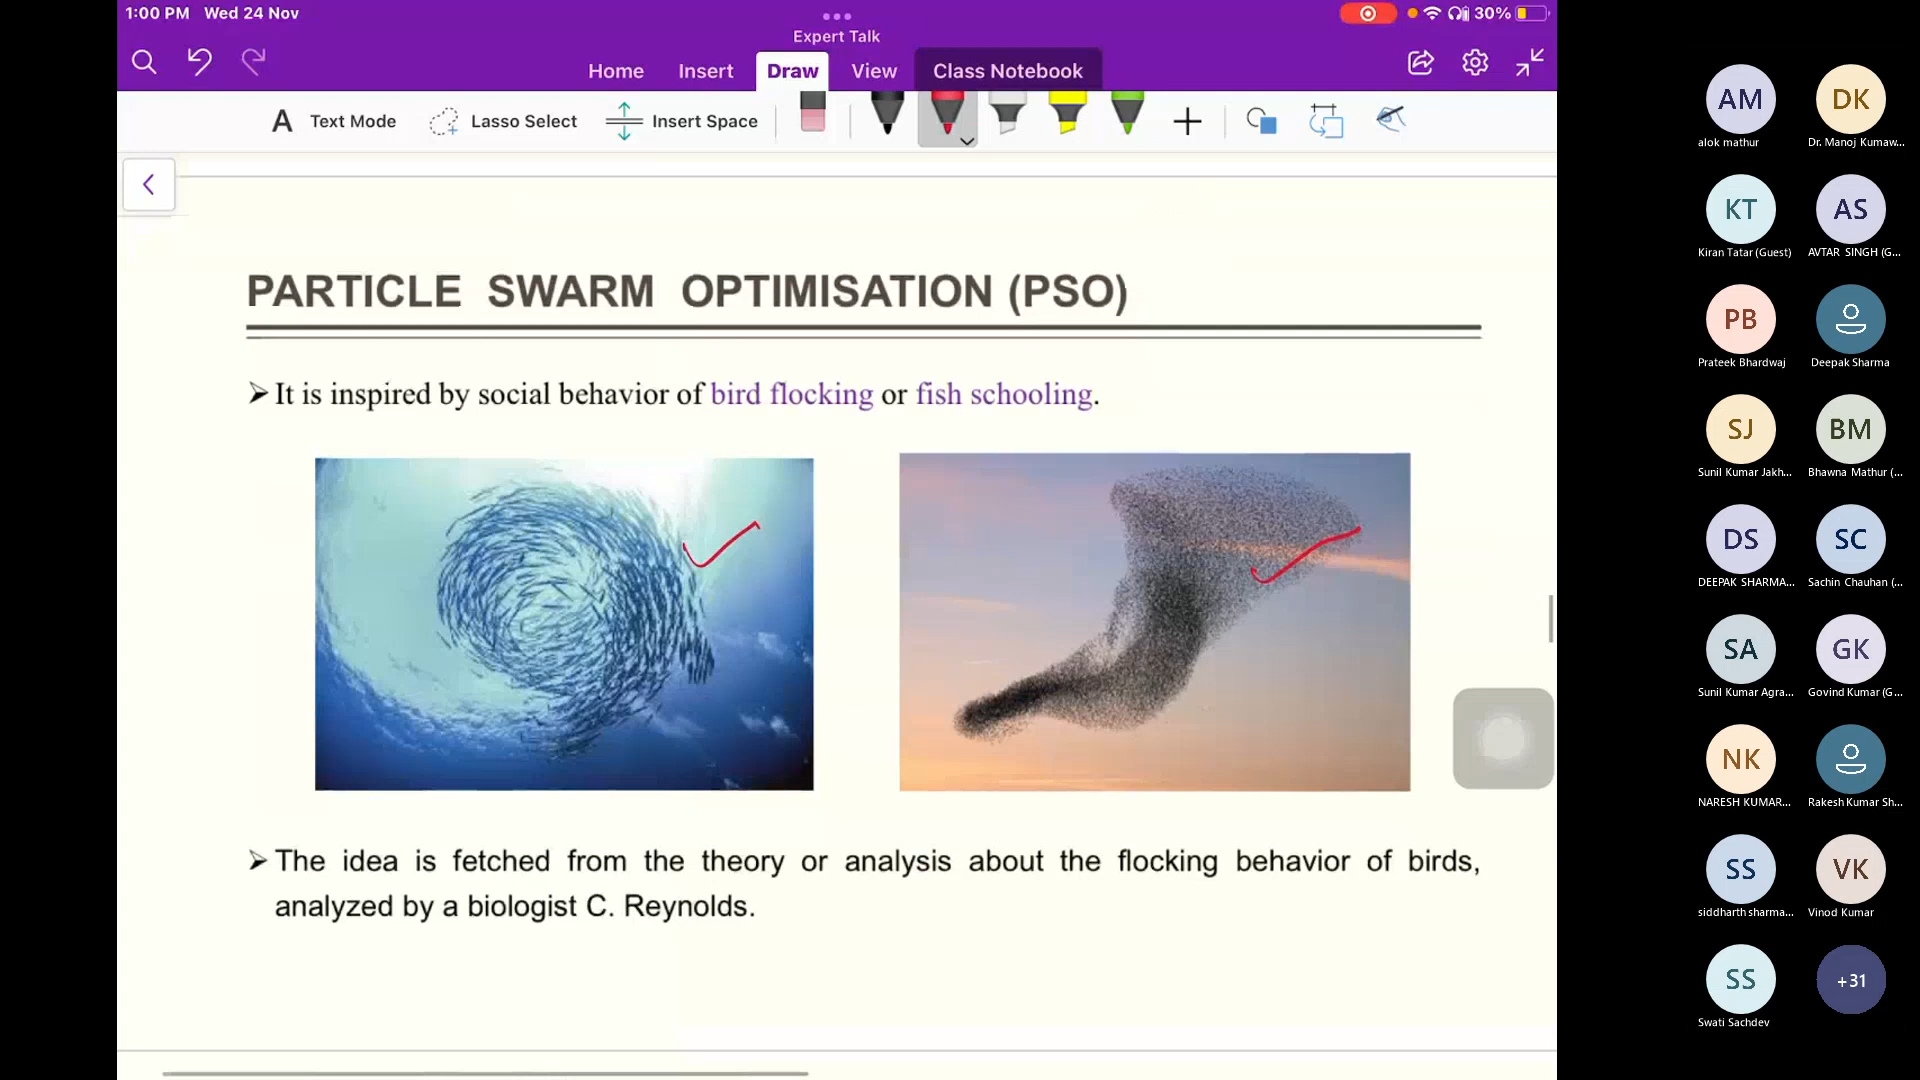 1:00 PM Wed 24 Nov
30%
Expert Talk
Home Insert Draw View Class Notebook
A Text Mode Lasso Select Insert Space
PARTICLE SWARM OPTIMISATION (PSO)
➢ It is inspired by social behavior of bird flocking or fish schooling.
➢ The idea is fetched from the theory or analysis about the flocking behavior of birds,
analyzed by a biologist C. Reynolds.
AM DK
alok mathur Dr. Manoj Kumaw...
KT AS
Kiran Tatar (Guest) AVTAR SINGH (G...
PB
Prateek Bhardwaj Deepak Sharma
SJ BM
Sunil Kumar Jakh... Bhawna Mathur (...
DS SC
DEEPAK SHARMA... Sachin Chauhan (...
SA GK
Sunil Kumar Agra... Govind Kumar (G...
NK
NARESH KUMAR... Rakesh Kumar Sh...
SS VK
siddharth sharma... Vinod Kumar
SS +31
Swati Sachdev